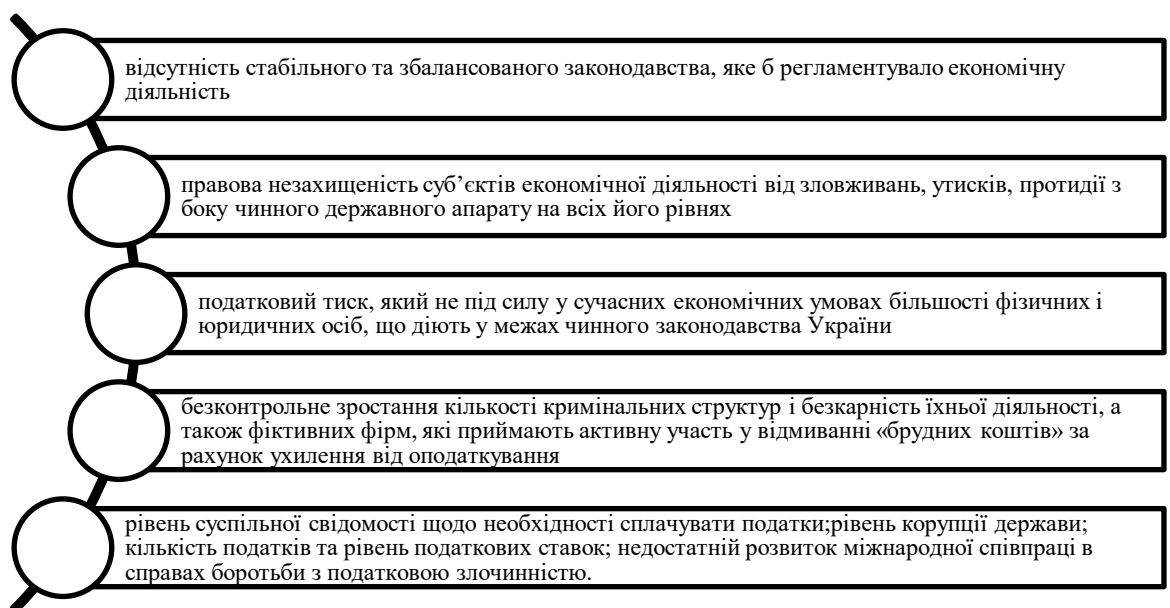 відсутність стабільного та збалансованого законодавства, яке б регламентувало економічну
діяльність
правова незахищеність суб’єктів економічної діяльності від зловживань, утисків, протидії з
боку чинного державного апарату на всіх його рівнях
податковий тиск, який не під силу у сучасних економічних умовах більшості фізичних і
юридичних осіб, що діють у межах чинного законодавства України
безконтрольне зростання кількості кримінальних структур і безкарність їхньої діяльності, а
також фіктивних фірм, які приймають активну участь у відмиванні «брудних коштів» за
рахунок ухилення від оподаткування
рівень суспільної свідомості щодо необхідності сплачувати податки;рівень корупції держави;
кількість податків та рівень податкових ставок; недостатній розвиток міжнародної співпраці в
справах боротьби з податковою злочинністю.